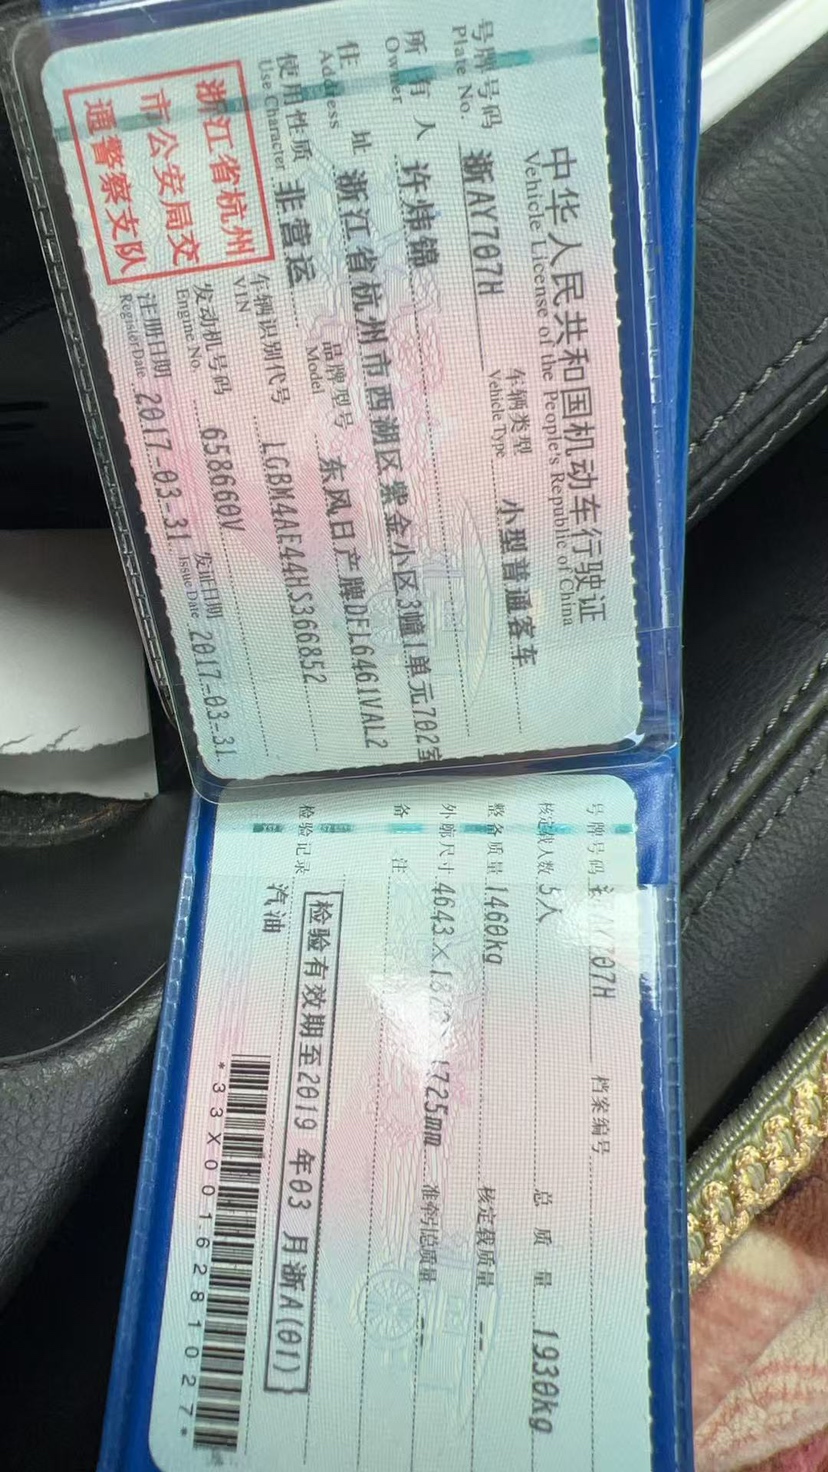 中华人民共和国机动车行驶证
Vehicle License of the People's Republic of China
号牌号码 浙AY707H 车辆类型 小型普通客车
Plate No. Vehicle Type
所有人 许炜锦
Owner
住址 浙江省杭州市西湖区紫金小区3幢1单元702室
Address
使用性质 非营运 品牌型号 东风日产牌DFL6461VAL2
Use Character Model
浙江省杭州
市公安局交
通警察支队
车辆识别代号 LGBM4AE44HS366852
VIN
发动机号码 658660V
Engine No.
注册日期 2017-03-31 发证日期 2017-03-31
Register Date Issue Date
号牌号码 浙AY707H 档案编号
核定载人数 5人 总质量 1930kg
整备质量 1460kg 核定载质量 --
外廓尺寸 4643× ×1725mm 准牵引总质量 --
备注
检验有效期至2019年03月浙A(01)
检验记录
汽油
*33X0016281027*